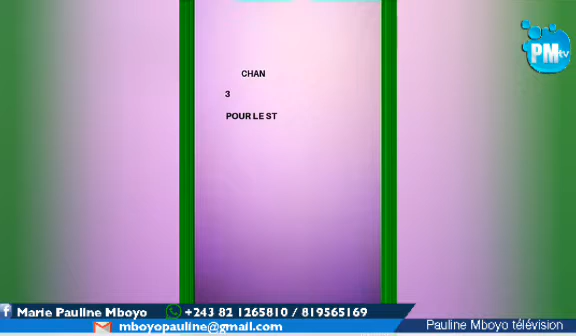 PM
tv
CHAN
3
POUR LE ST
Marie Pauline Mboyo
+243 82 1265810 / 819565169
mboyopauline@gmail.com
Pauline Mboyo télévision